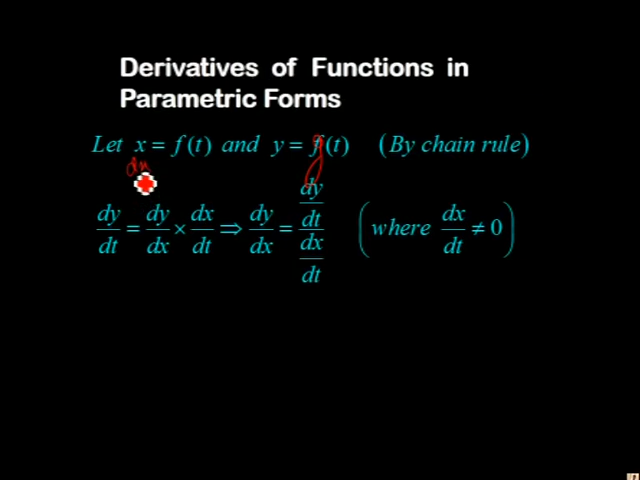 Derivatives of Functions in
Parametric Forms
Let x = f(t) and y = g(t) (By chain rule)
dy/dt = dy/dx × dx/dt ⇒ dy/dx = (dy/dt)/(dx/dt) (where dx/dt ≠ 0)